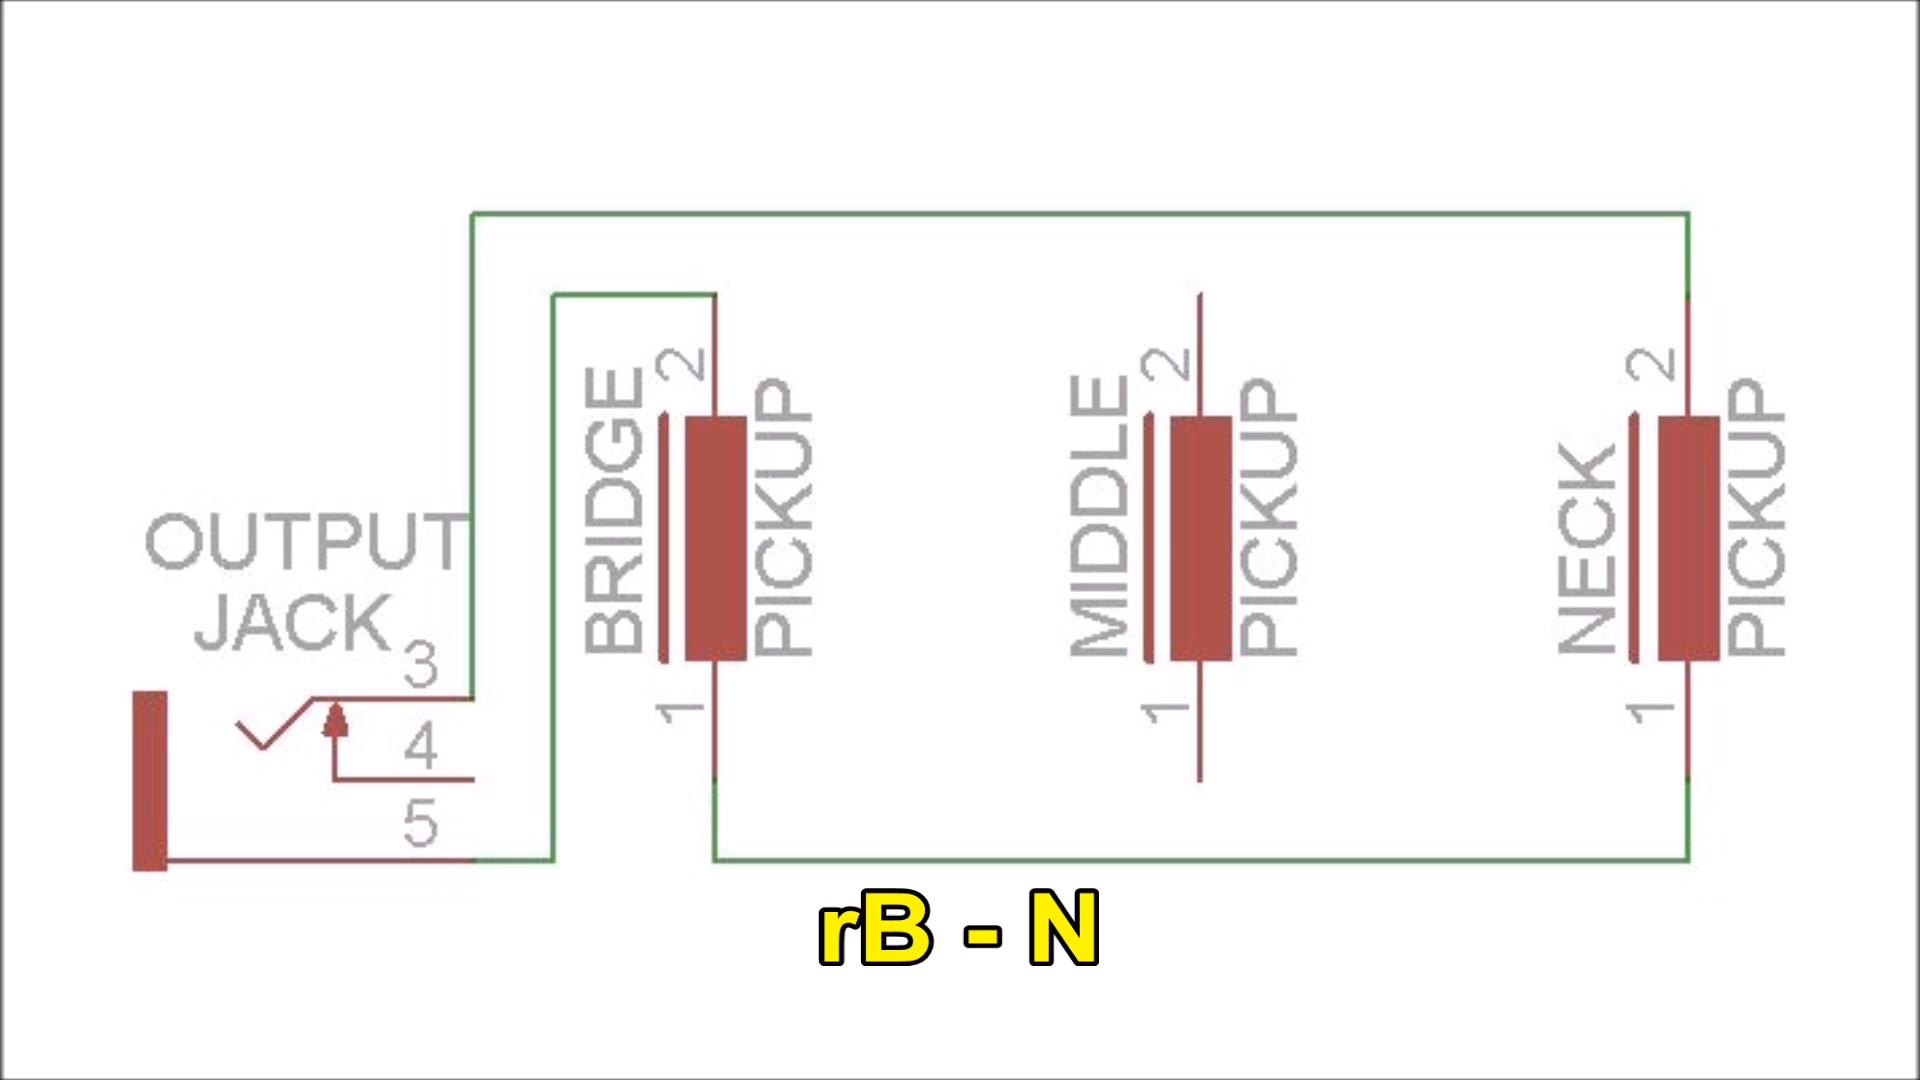 OUTPUT
JACK
3
4
5
BRIDGE
2
1
PICKUP
MIDDLE
2
1
PICKUP
NECK
2
1
PICKUP
rB - N